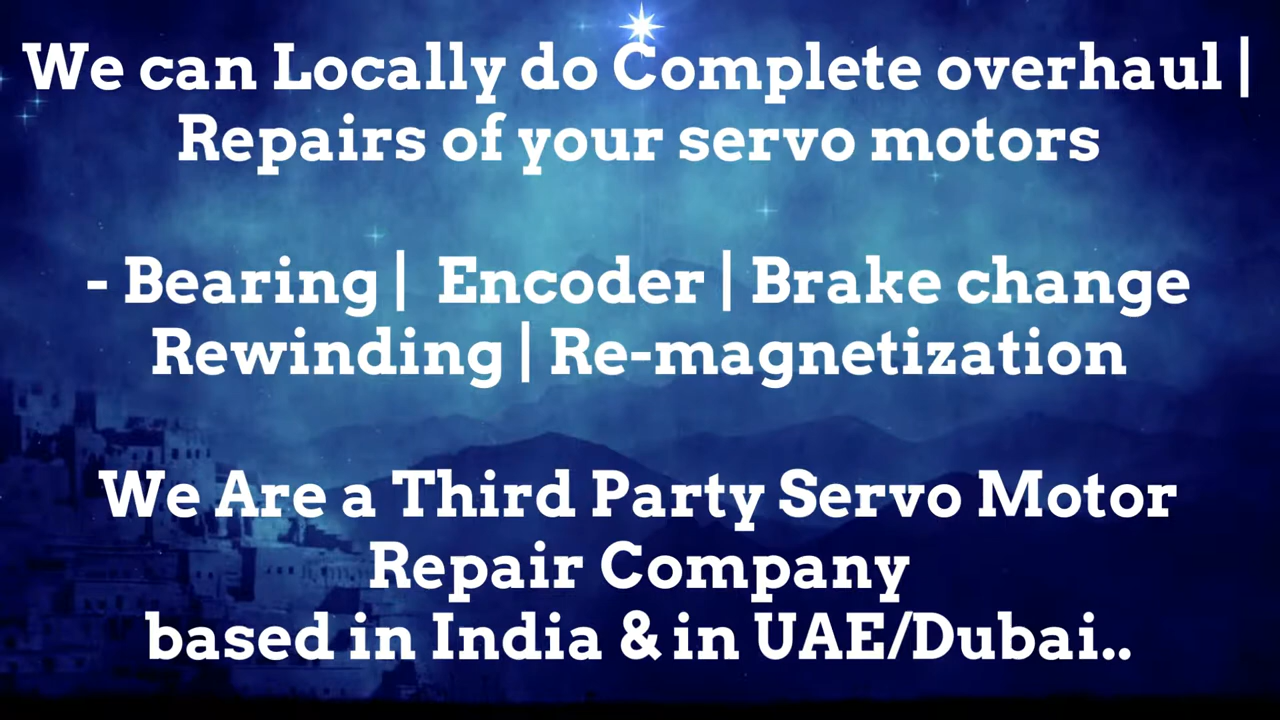 We can Locally do Complete overhaul |
Repairs of your servo motors
- Bearing | Encoder | Brake change
Rewinding | Re-magnetization
We Are a Third Party Servo Motor
Repair Company
based in India & in UAE/Dubai..